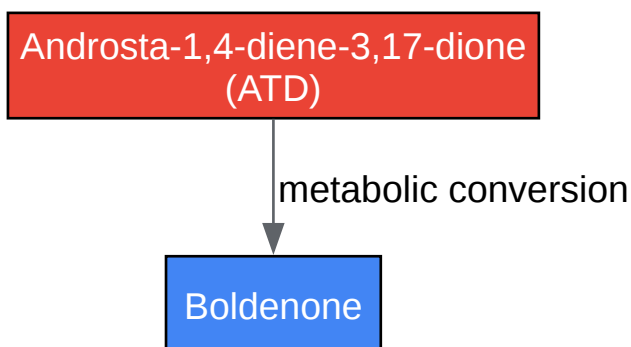 Androsta-1,4-diene-3,17-dione
(ATD)
metabolic conversion
Boldenone